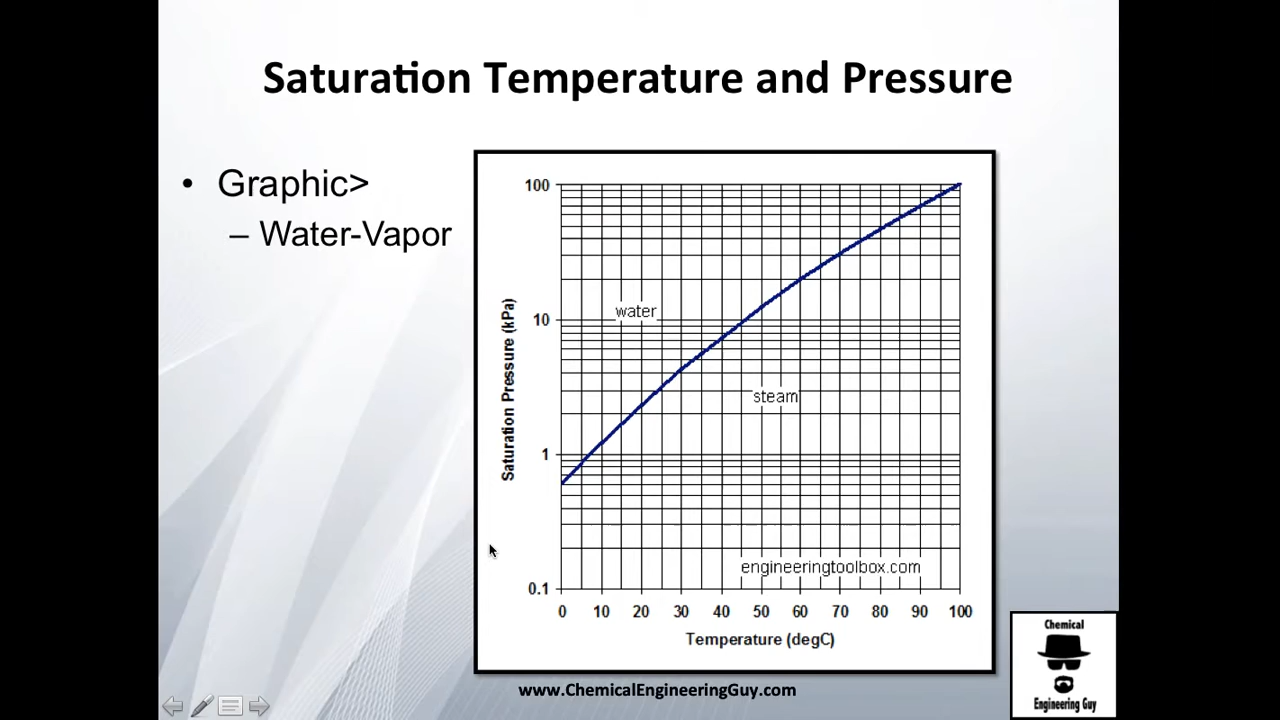 Saturation Temperature and Pressure
• Graphic>
– Water-Vapor
100
10
1
0.1
Saturation Pressure (kPa)
water
steam
engineeringtoolbox.com
0 10 20 30 40 50 60 70 80 90 100
Temperature (degC)
www.ChemicalEngineeringGuy.com
Chemical
Engineering Guy